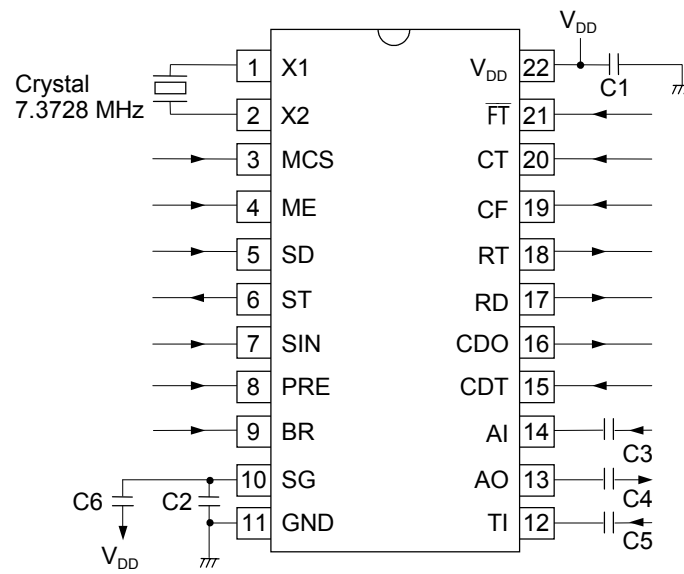 V_DD
1 X1 V_DD 22
C1
Crystal
7.3728 MHz
2 X2 F̅T̅ 21
3 MCS CT 20
4 ME CF 19
5 SD RT 18
6 ST RD 17
7 SIN CDO 16
8 PRE CDT 15
9 BR AI 14
C3
C6 C2 10 SG AO 13
C4
11 GND TI 12
C5
V_DD